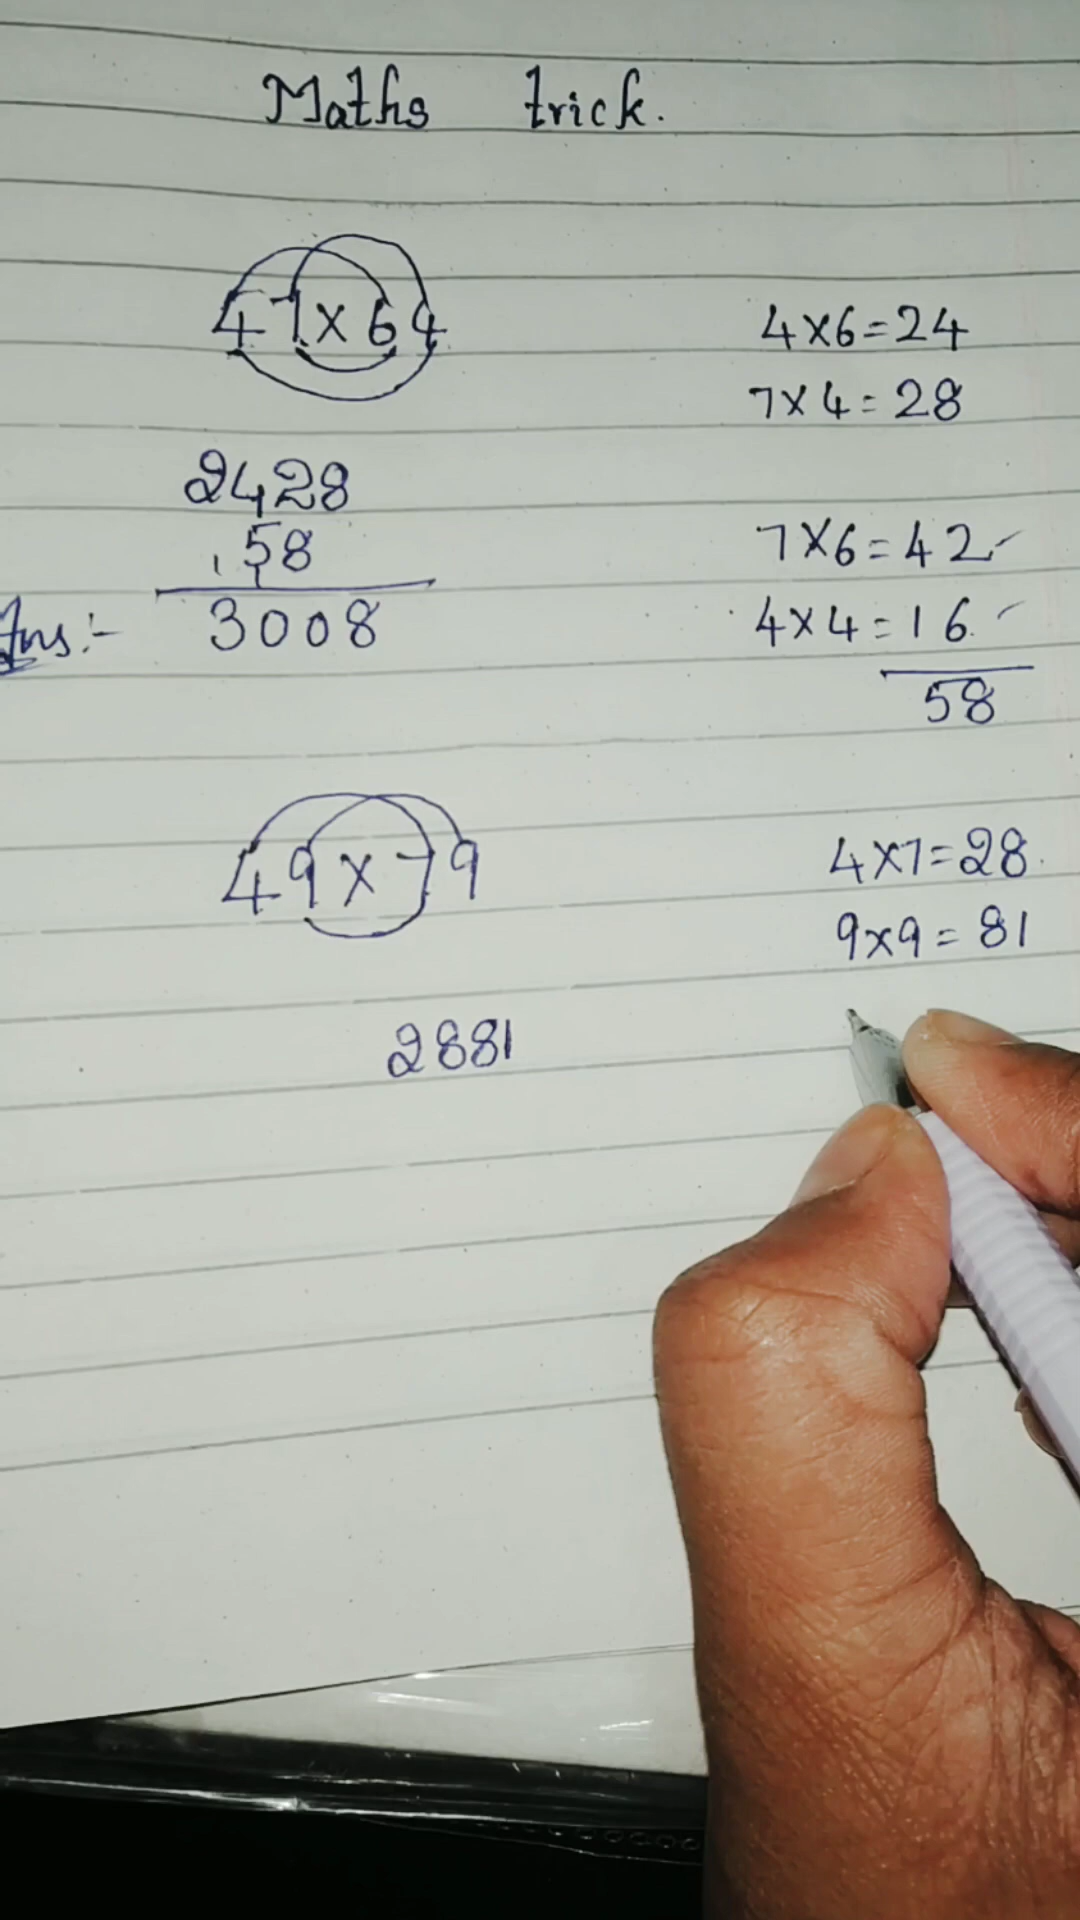 Maths trick.
47x64
4x6=24
7x4=28
2428
58
3008
Ans:-
7x6=42
4x4=16
58
49x79
4x7=28
9x9=81
2881